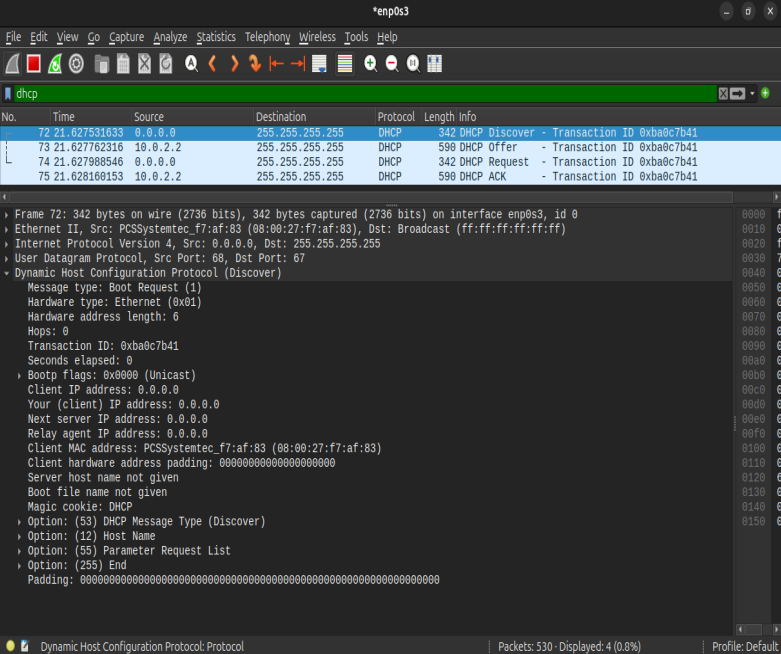 *enp0s3
File Edit View Go Capture Analyze Statistics Telephony Wireless Tools Help
dhcp
No. Time Source Destination Protocol Length Info
72 21.627531633 0.0.0.0 255.255.255.255 DHCP 342 DHCP Discover - Transaction ID 0xba0c7b41
73 21.627762316 10.0.2.2 255.255.255.255 DHCP 590 DHCP Offer - Transaction ID 0xba0c7b41
74 21.627988546 0.0.0.0 255.255.255.255 DHCP 342 DHCP Request - Transaction ID 0xba0c7b41
75 21.628160153 10.0.2.2 255.255.255.255 DHCP 590 DHCP ACK - Transaction ID 0xba0c7b41
Frame 72: 342 bytes on wire (2736 bits), 342 bytes captured (2736 bits) on interface enp0s3, id 0 0000
Ethernet II, Src: PCSSystemtec_f7:af:83 (08:00:27:f7:af:83), Dst: Broadcast (ff:ff:ff:ff:ff:ff) 0010
Internet Protocol Version 4, Src: 0.0.0.0, Dst: 255.255.255.255 0020
User Datagram Protocol, Src Port: 68, Dst Port: 67 0030
Dynamic Host Configuration Protocol (Discover) 0040
Message type: Boot Request (1) 0050
Hardware type: Ethernet (0x01) 0060
Hardware address length: 6 0070
Hops: 0 0080
Transaction ID: 0xba0c7b41 0090
Seconds elapsed: 0 00a0
Bootp flags: 0x0000 (Unicast) 00b0
Client IP address: 0.0.0.0 00c0
Your (client) IP address: 0.0.0.0 00d0
Next server IP address: 0.0.0.0 00e0
Relay agent IP address: 0.0.0.0 00f0
Client MAC address: PCSSystemtec_f7:af:83 (08:00:27:f7:af:83) 0100
Client hardware address padding: 00000000000000000000 0110
Server host name not given 0120
Boot file name not given 0130
Magic cookie: DHCP 0140
Option: (53) DHCP Message Type (Discover) 0150
Option: (12) Host Name
Option: (55) Parameter Request List
Option: (255) End
Padding: 00000000000000000000000000000000000000000000000000000000000000
Dynamic Host Configuration Protocol: Protocol Packets: 530 · Displayed: 4 (0.8%) Profile: Default